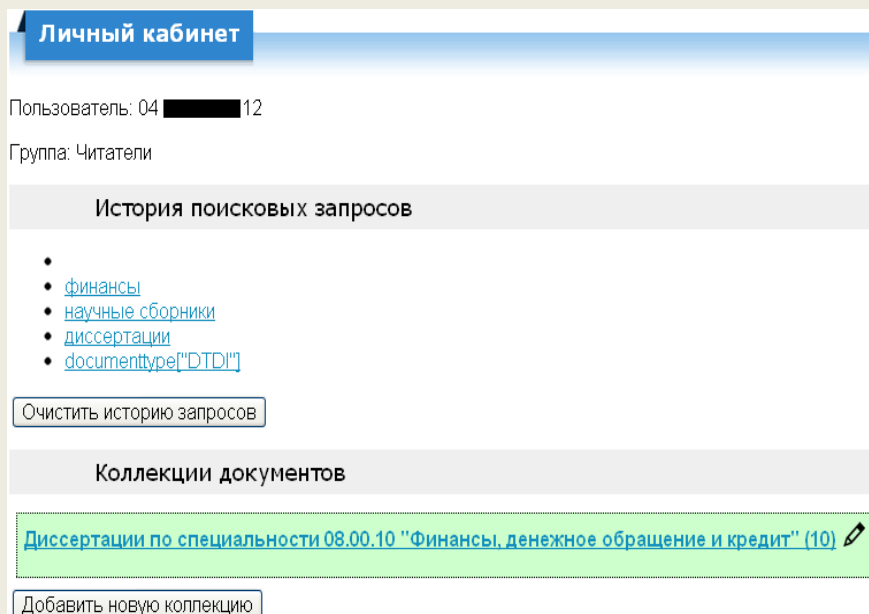 Личный кабинет
Пользователь: 04 12
Группа: Читатели
История поисковых запросов
финансы
научные сборники
диссертации
documenttype["DTDI"]
Очистить историю запросов
Коллекции документов
Диссертации по специальности 08.00.10 "Финансы, денежное обращение и кредит" (10)
Добавить новую коллекцию